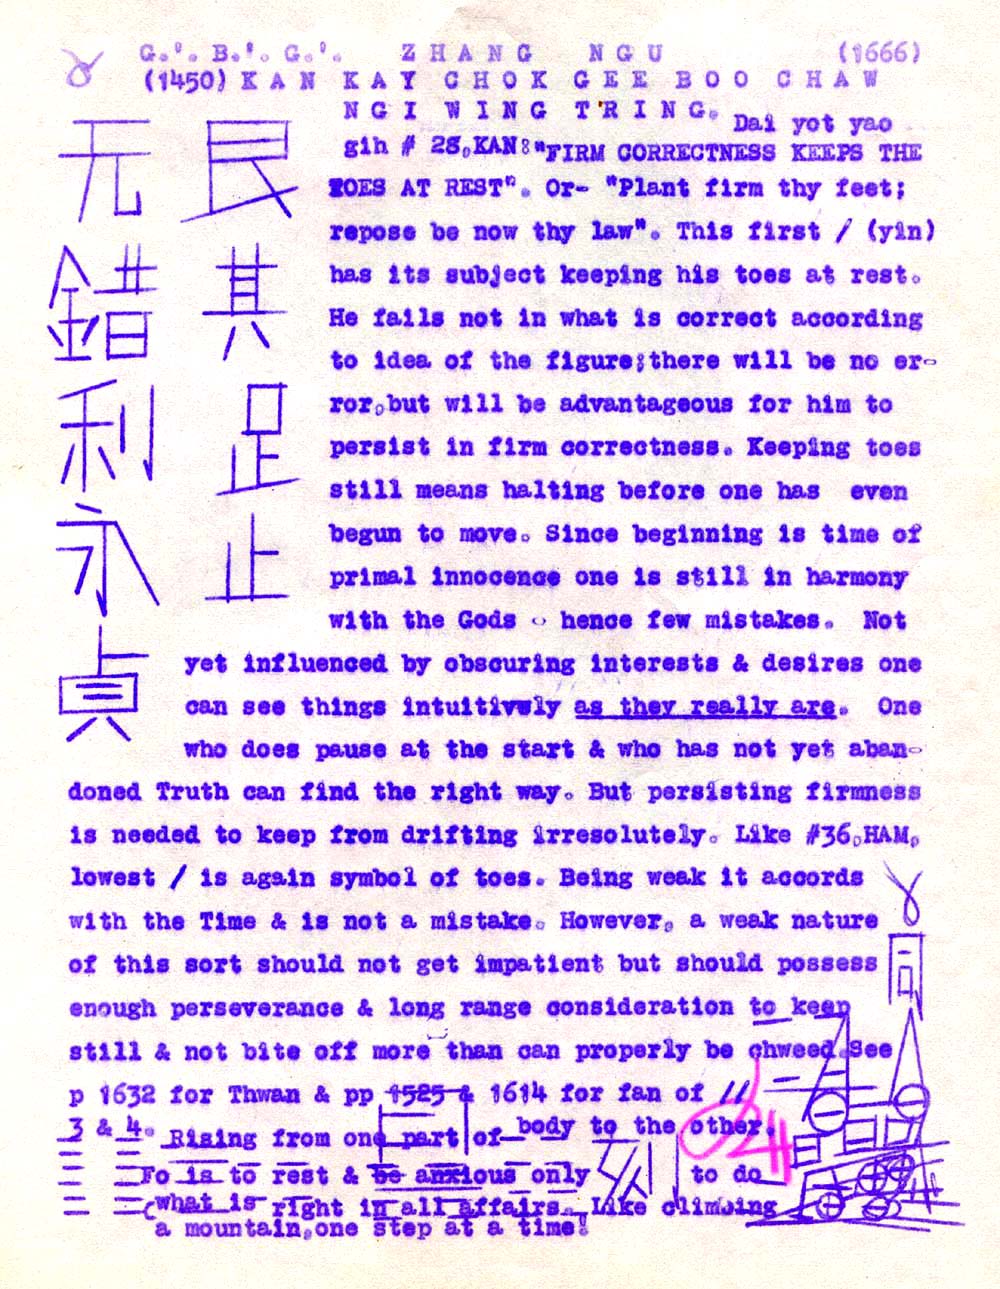 G.'. B.'. G.'. ZHANG NGU (1666)
(1450) KAN KAY CHOK GEE BOO CHAW
NGI WING TRING. Dai yot yao
gih # 28, KAN: "FIRM CORRECTNESS KEEPS THE
TOES AT REST". Or- "Plant firm thy feet;
repose be now thy law". This first / (yin)
has its subject keeping his toes at rest.
He fails not in what is correct according
to idea of the figure; there will be no er-
ror, but will be advantageous for him to
persist in firm correctness. Keeping toes
still means halting before one has even
begun to move. Since beginning is time of
primal innocence one is still in harmony
with the Gods - hence few mistakes. Not
yet influenced by obscuring interests & desires one
can see things intuitively as they really are. One
who does pause at the start & who has not yet aban-
doned Truth can find the right way. But persisting firmness
is needed to keep from drifting irresolutely. Like #36, HAM,
lowest / is again symbol of toes. Being weak it accords
with the Time & is not a mistake. However, a weak nature
of this sort should not get impatient but should possess
enough perseverance & long range consideration to keep
still & not bite off more than can properly be chweed. See
p 1632 for Thwan & pp 1525 & 1614 for fan of //
3 & 4. Rising from one part of body to the other.
Fo is to rest & be anxious only to do
(what is right in all affairs. Like climbing
a mountain, one step at a time!
艮其足止
无錯利永貞